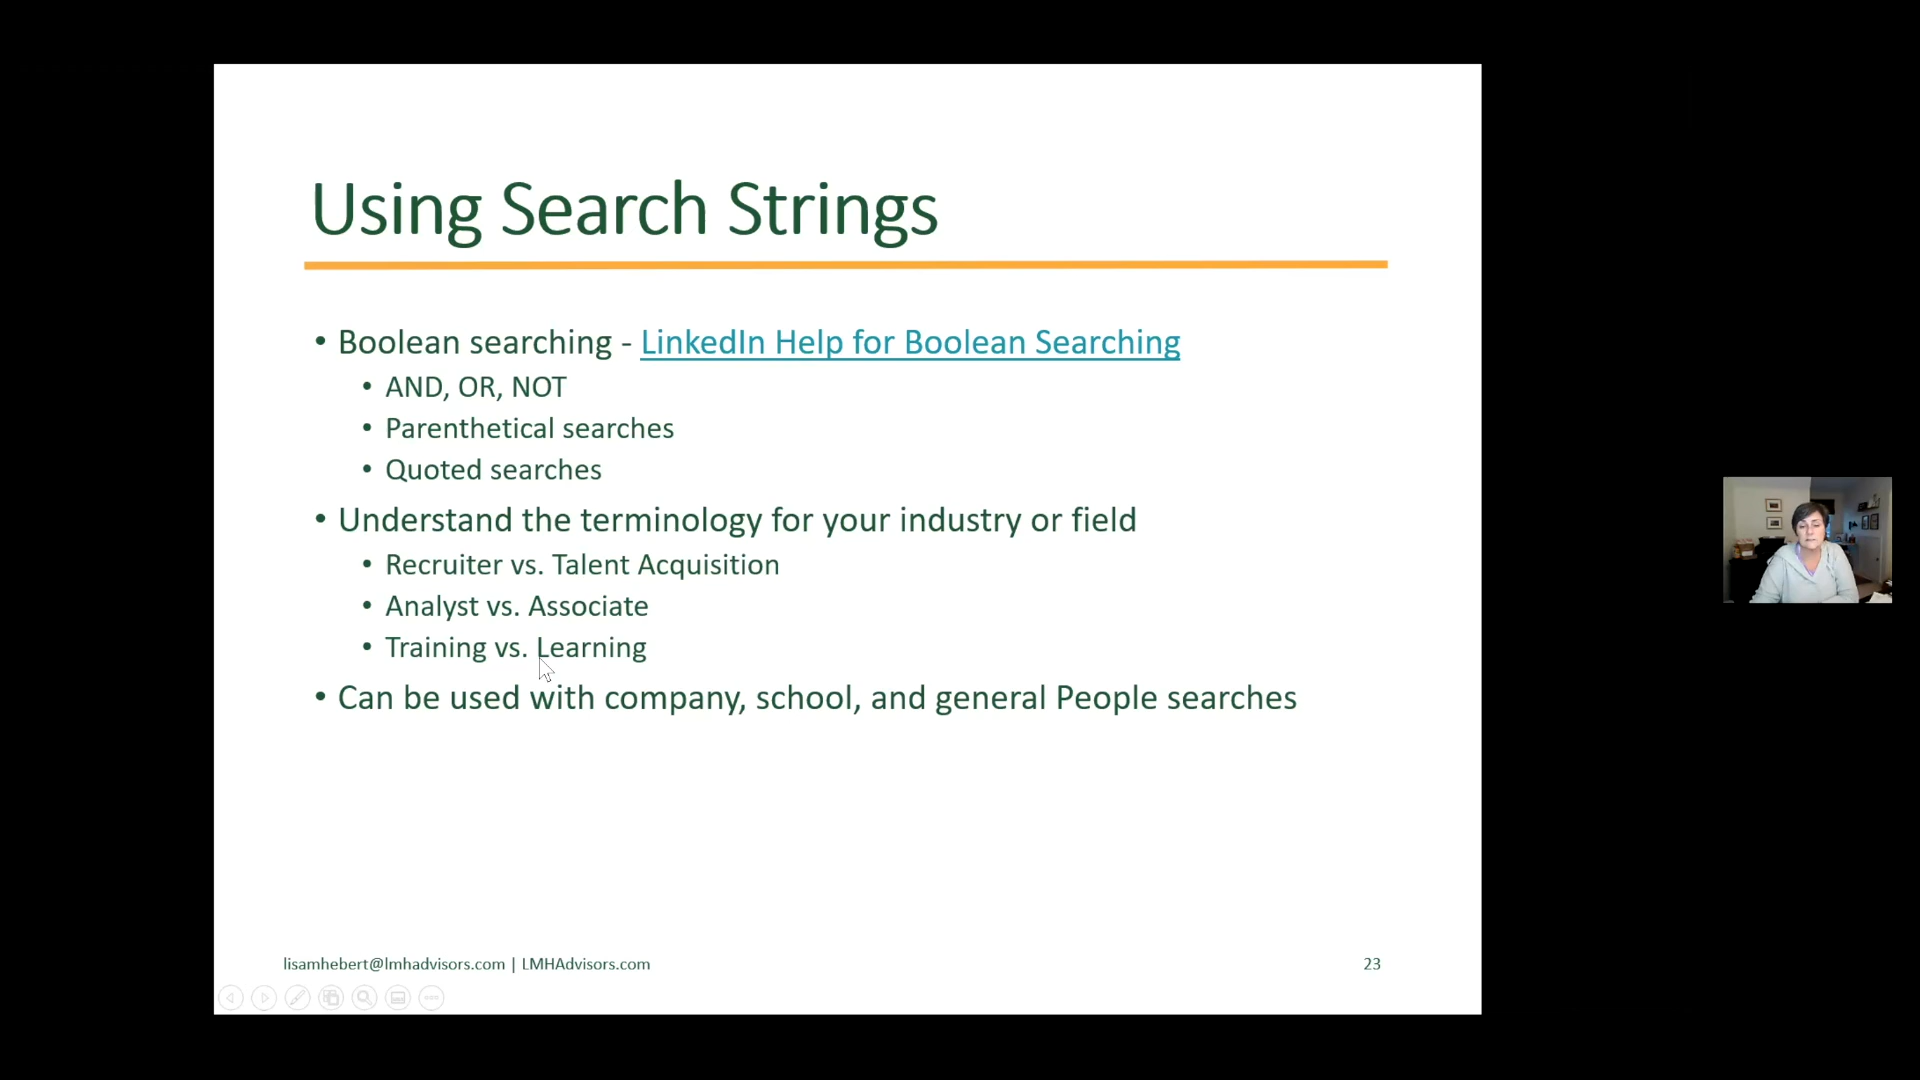 Using Search Strings
• Boolean searching - LinkedIn Help for Boolean Searching
• AND, OR, NOT
• Parenthetical searches
• Quoted searches
• Understand the terminology for your industry or field
• Recruiter vs. Talent Acquisition
• Analyst vs. Associate
• Training vs. Learning
• Can be used with company, school, and general People searches
lisamhebert@lmhadvisors.com | LMHAdvisors.com
23